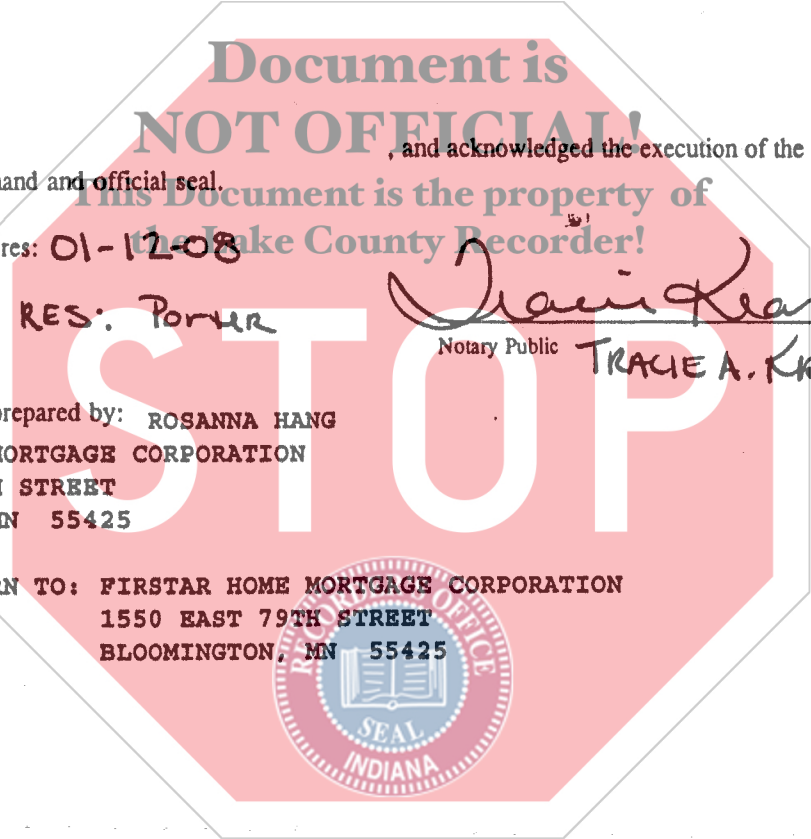 Document is
NOT OFFICIAL!
, and acknowledged the execution of the
hand and official seal.
This Document is the property of
the Lake County Recorder!
res: 01-12-08
RES: Porter
Notary Public TRACIE A.
STOP
prepared by: ROSANNA HANG
MORTGAGE CORPORATION
STREET
MN 55425
RN TO: FIRSTAR HOME MORTGAGE CORPORATION
1550 EAST 79TH STREET
BLOOMINGTON, MN 55425
RECORDER'S OFFICE
SEAL
INDIANA